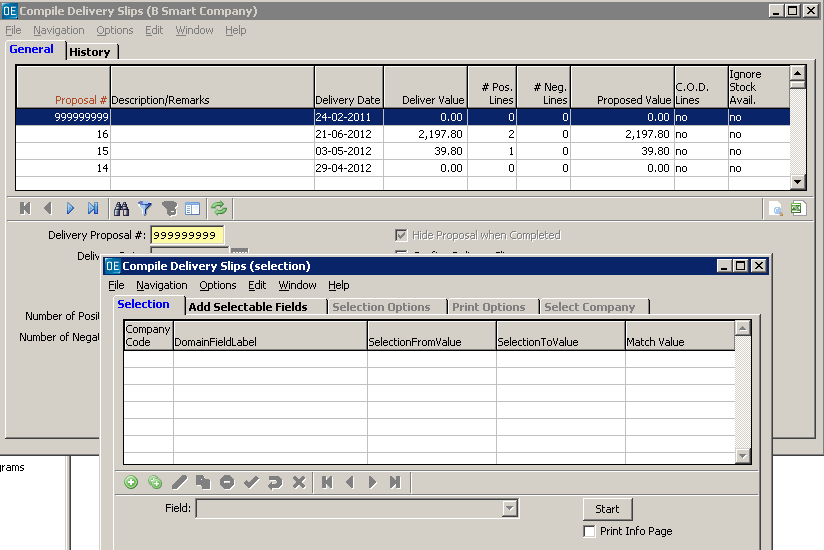 OE Compile Delivery Slips (B Smart Company)
File Navigation Options Edit Window Help
General History
Proposal # Description/Remarks Delivery Date Deliver Value # Pos. Lines # Neg. Lines Proposed Value C.O.D. Lines Ignore Stock Avail.
999999999 24-02-2011 0.00 0 0 0.00 no no
16 21-06-2012 2,197.80 2 0 2,197.80 no no
15 03-05-2012 39.80 1 0 39.80 no no
14 29-04-2012 0.00 0 0 0.00 no no
Delivery Proposal #: 999999999 Hide Proposal when Completed
OE Compile Delivery Slips (selection)
File Navigation Options Edit Window Help
Selection Add Selectable Fields Selection Options Print Options Select Company
Number of Posit
Number of Negat
Company Code DomainFieldLabel SelectionFromValue SelectionToValue Match Value
grams
Field: Start
Print Info Page